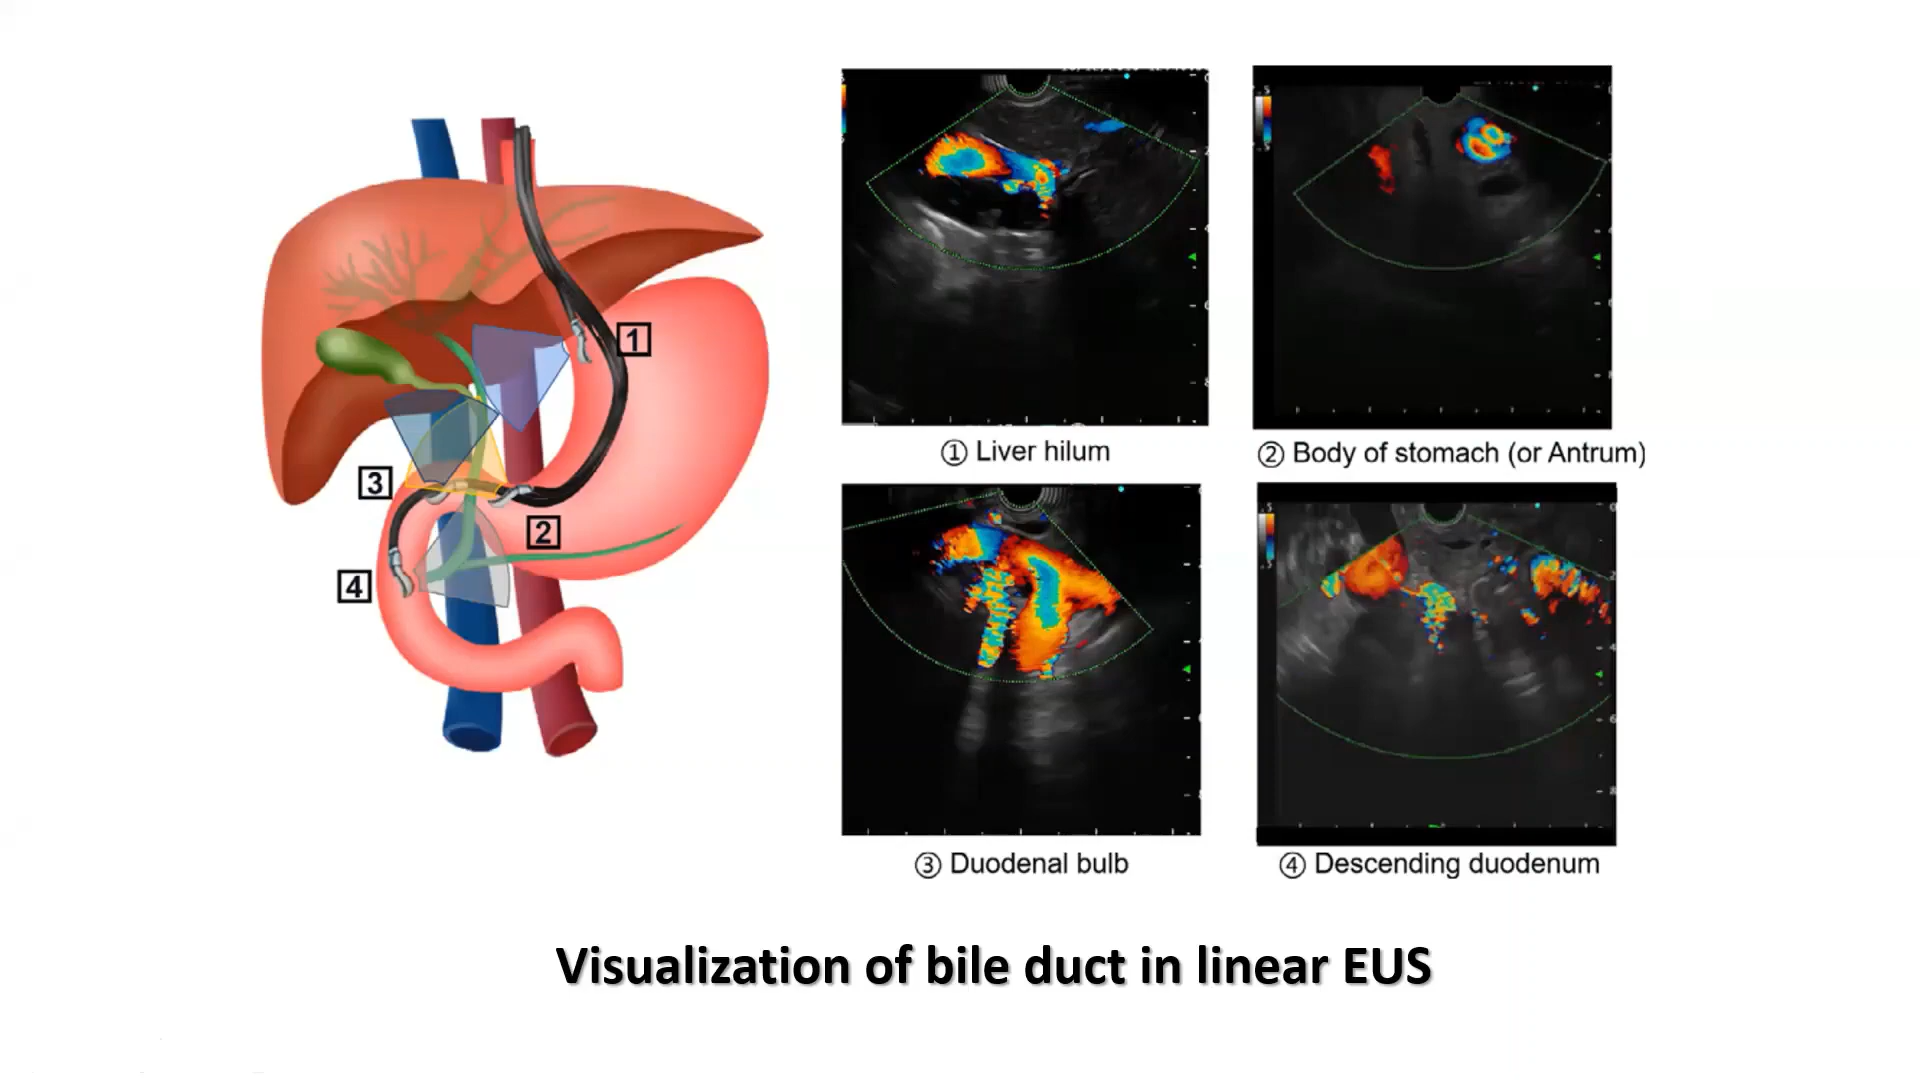 1
3
2
4
① Liver hilum
② Body of stomach (or Antrum)
③ Duodenal bulb
④ Descending duodenum
Visualization of bile duct in linear EUS